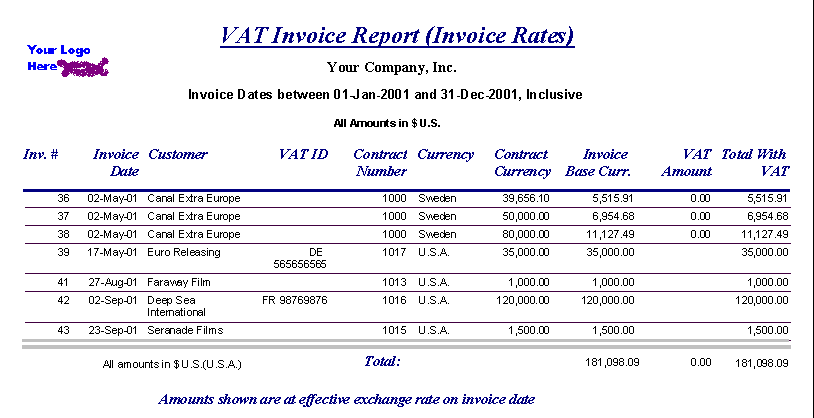 VAT Invoice Report (Invoice Rates)
Your Logo
Here
Your Company, Inc.
Invoice Dates between 01-Jan-2001 and 31-Dec-2001, Inclusive
All Amounts in $ U.S.
Inv. # Invoice Customer VAT ID Contract Currency Contract Invoice VAT Total With
Date Number Currency Base Curr. Amount VAT
36 02-May-01 Canal Extra Europe 1000 Sweden 39,656.10 5,515.91 0.00 5,515.91
37 02-May-01 Canal Extra Europe 1000 Sweden 50,000.00 6,954.68 0.00 6,954.68
38 02-May-01 Canal Extra Europe 1000 Sweden 80,000.00 11,127.49 0.00 11,127.49
39 17-May-01 Euro Releasing DE 1017 U.S.A. 35,000.00 35,000.00 35,000.00
565656565
41 27-Aug-01 Faraway Film 1013 U.S.A. 1,000.00 1,000.00 1,000.00
42 02-Sep-01 Deep Sea FR 98769876 1016 U.S.A. 120,000.00 120,000.00 120,000.00
International
43 23-Sep-01 Seranade Films 1015 U.S.A. 1,500.00 1,500.00 1,500.00
All amounts in $ U.S.(U.S.A.) Total: 181,098.09 0.00 181,098.09
Amounts shown are at effective exchange rate on invoice date